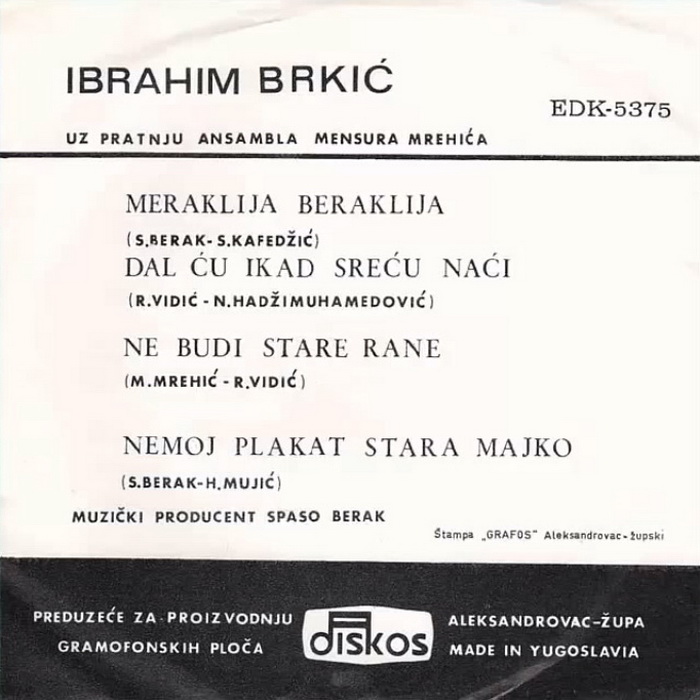 IBRAHIM BRKIĆ
EDK-5375
UZ PRATNJU ANSAMBLA MENSURA MREHIĆA
MERAKLIJA BERAKLIJA
(S.BERAK-S.KAFEDŽIĆ)
DAL ĆU IKAD SREĆU NAĆI
(R.VIDIĆ-N.HADŽIMUHAMEDOVIĆ)
NE BUDI STARE RANE
(M.MREHIĆ-R.VIDIĆ)
NEMOJ PLAKAT STARA MAJKO
(S.BERAK-H.MUJIĆ)
MUZIČKI PRODUCENT SPASO BERAK
Štampa „GRAFOS" Aleksandrovac-župski
PREDUZEĆE ZA PROIZVODNJU
GRAMOFONSKIH PLOČA
diskos
ALEKSANDROVAC-ŽUPA
MADE IN YUGOSLAVIA